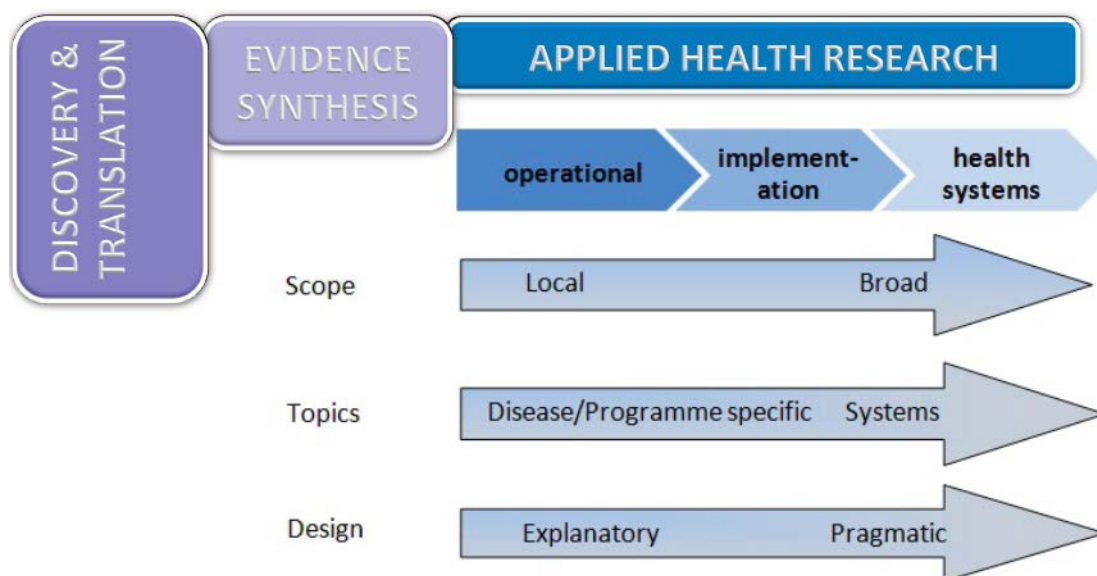 DISCOVERY &
TRANSLATION
EVIDENCE
SYNTHESIS
APPLIED HEALTH RESEARCH
operational
implement-
ation
health
systems
Scope
Local
Broad
Topics
Disease/Programme specific
Systems
Design
Explanatory
Pragmatic